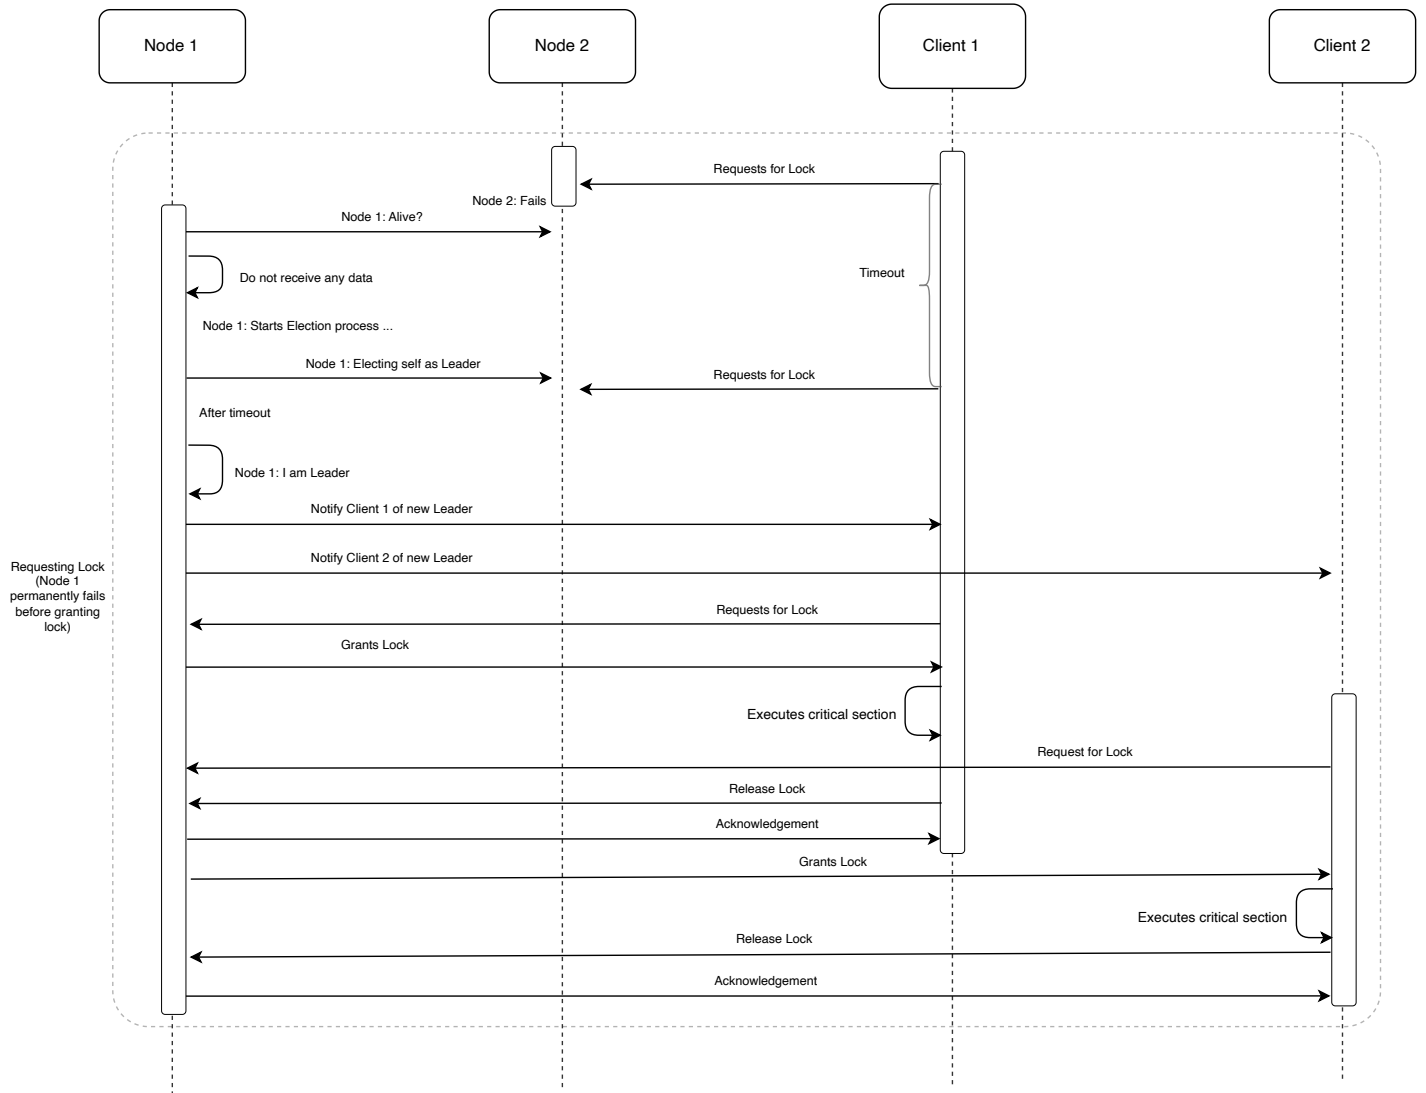 Node 1
Node 2
Client 1
Client 2
Requests for Lock
Node 2: Fails
Node 1: Alive?
Timeout
Do not receive any data
Node 1: Starts Election process ...
Node 1: Electing self as Leader
Requests for Lock
After timeout
Node 1: I am Leader
Notify Client 1 of new Leader
Notify Client 2 of new Leader
Requesting Lock
(Node 1
permanently fails
before granting
lock)
Requests for Lock
Grants Lock
Executes critical section
Request for Lock
Release Lock
Acknowledgement
Grants Lock
Executes critical section
Release Lock
Acknowledgement